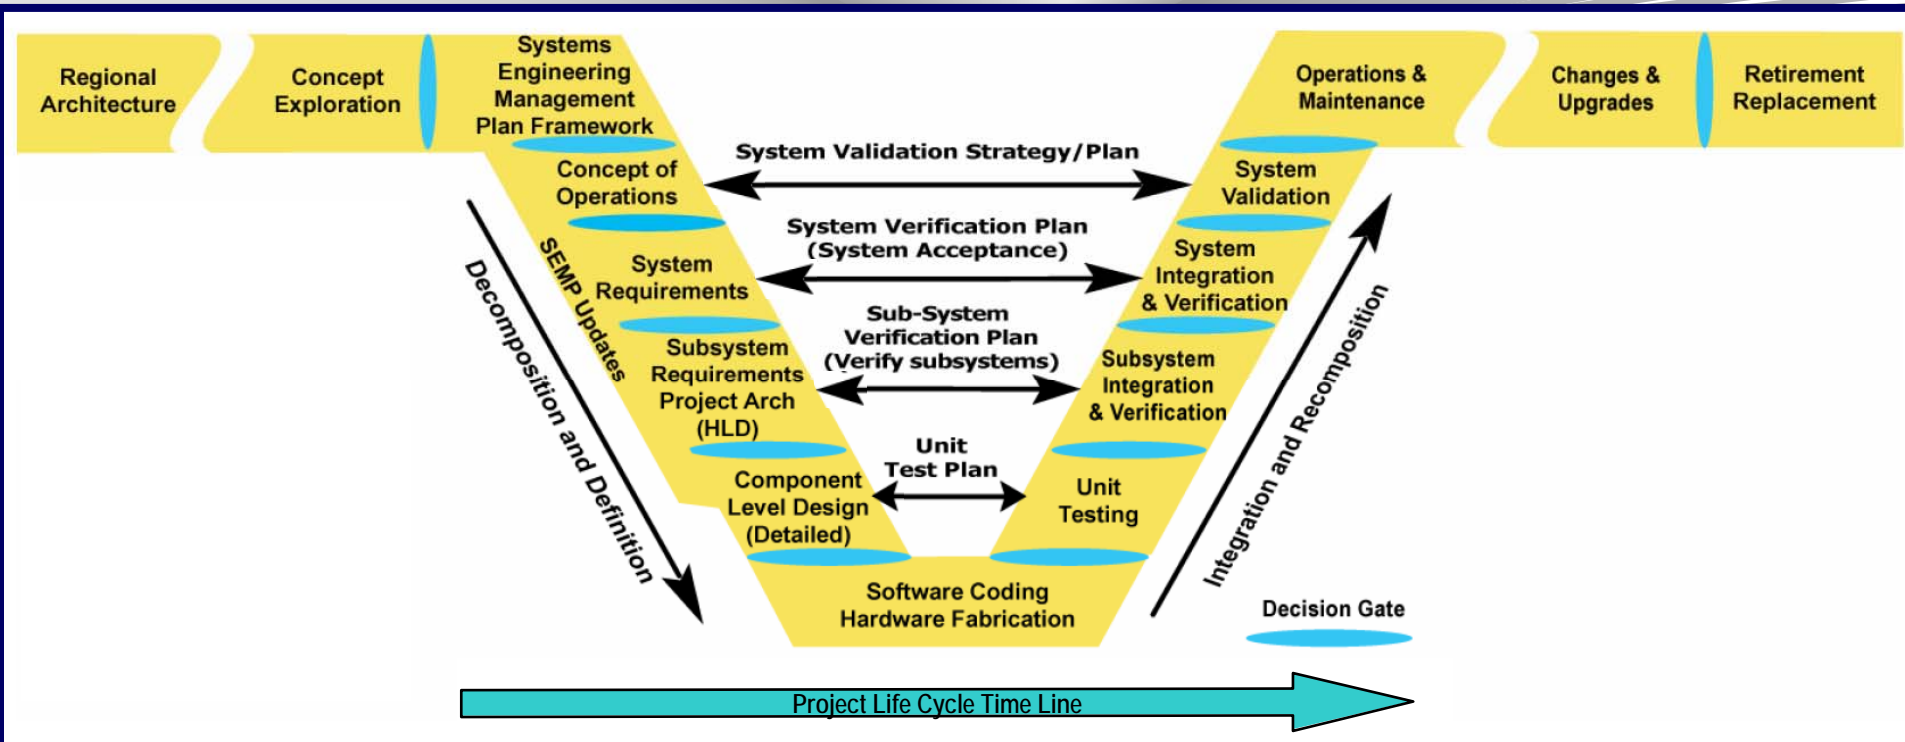 Regional
Architecture
Concept
Exploration
Systems
Engineering
Management
Plan Framework
Concept of
Operations
SEMP Updates
System
Requirements
Subsystem
Requirements
Project Arch
(HLD)
Component
Level Design
(Detailed)
Decomposition and Definition
Software Coding
Hardware Fabrication
System Validation Strategy/Plan
System Verification Plan
(System Acceptance)
Sub-System
Verification Plan
(Verify subsystems)
Unit
Test Plan
Operations &
Maintenance
Changes &
Upgrades
Retirement
Replacement
System
Validation
System
Integration
& Verification
Subsystem
Integration
& Verification
Unit
Testing
Integration and Recomposition
Decision Gate
Project Life Cycle Time Line